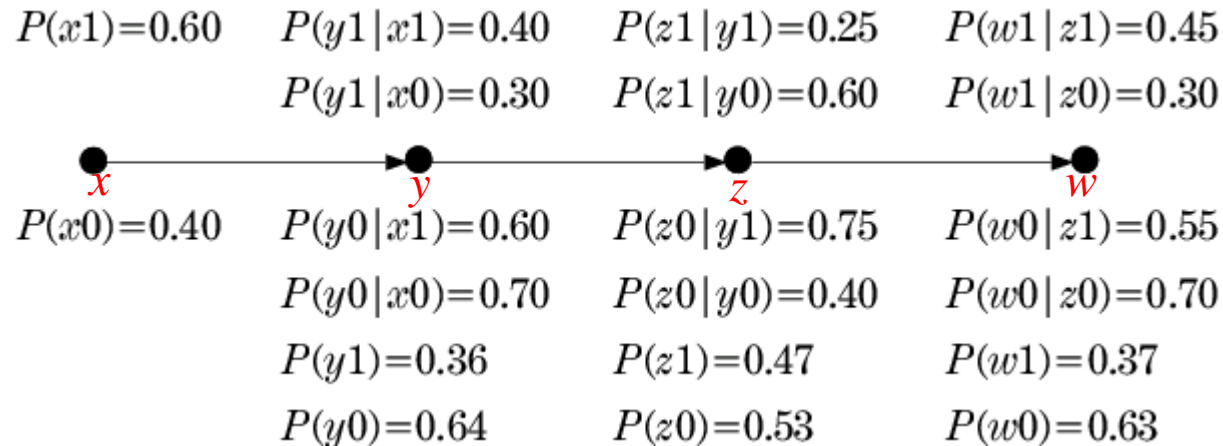 P(x1)=0.60 P(y1|x1)=0.40 P(z1|y1)=0.25 P(w1|z1)=0.45
P(y1|x0)=0.30 P(z1|y0)=0.60 P(w1|z0)=0.30
x y z w
P(x0)=0.40 P(y0|x1)=0.60 P(z0|y1)=0.75 P(w0|z1)=0.55
P(y0|x0)=0.70 P(z0|y0)=0.40 P(w0|z0)=0.70
P(y1)=0.36 P(z1)=0.47 P(w1)=0.37
P(y0)=0.64 P(z0)=0.53 P(w0)=0.63